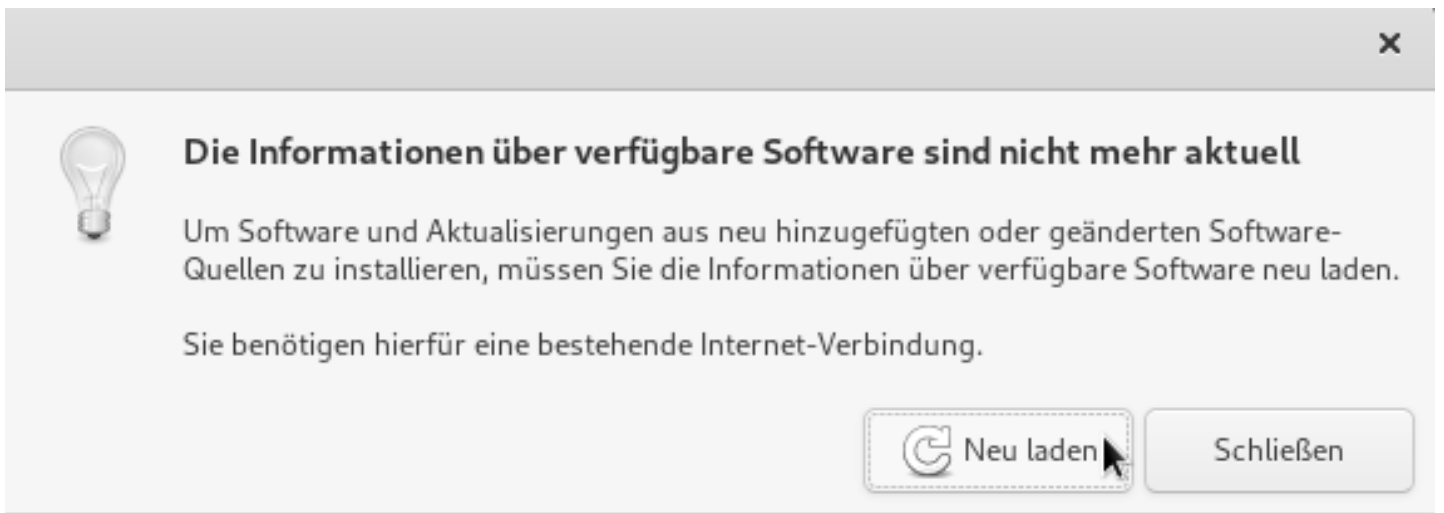 Die Informationen über verfügbare Software sind nicht mehr aktuell
Um Software und Aktualisierungen aus neu hinzugefügten oder geänderten Software-
Quellen zu installieren, müssen Sie die Informationen über verfügbare Software neu laden.
Sie benötigen hierfür eine bestehende Internet-Verbindung.
Neu laden
Schließen